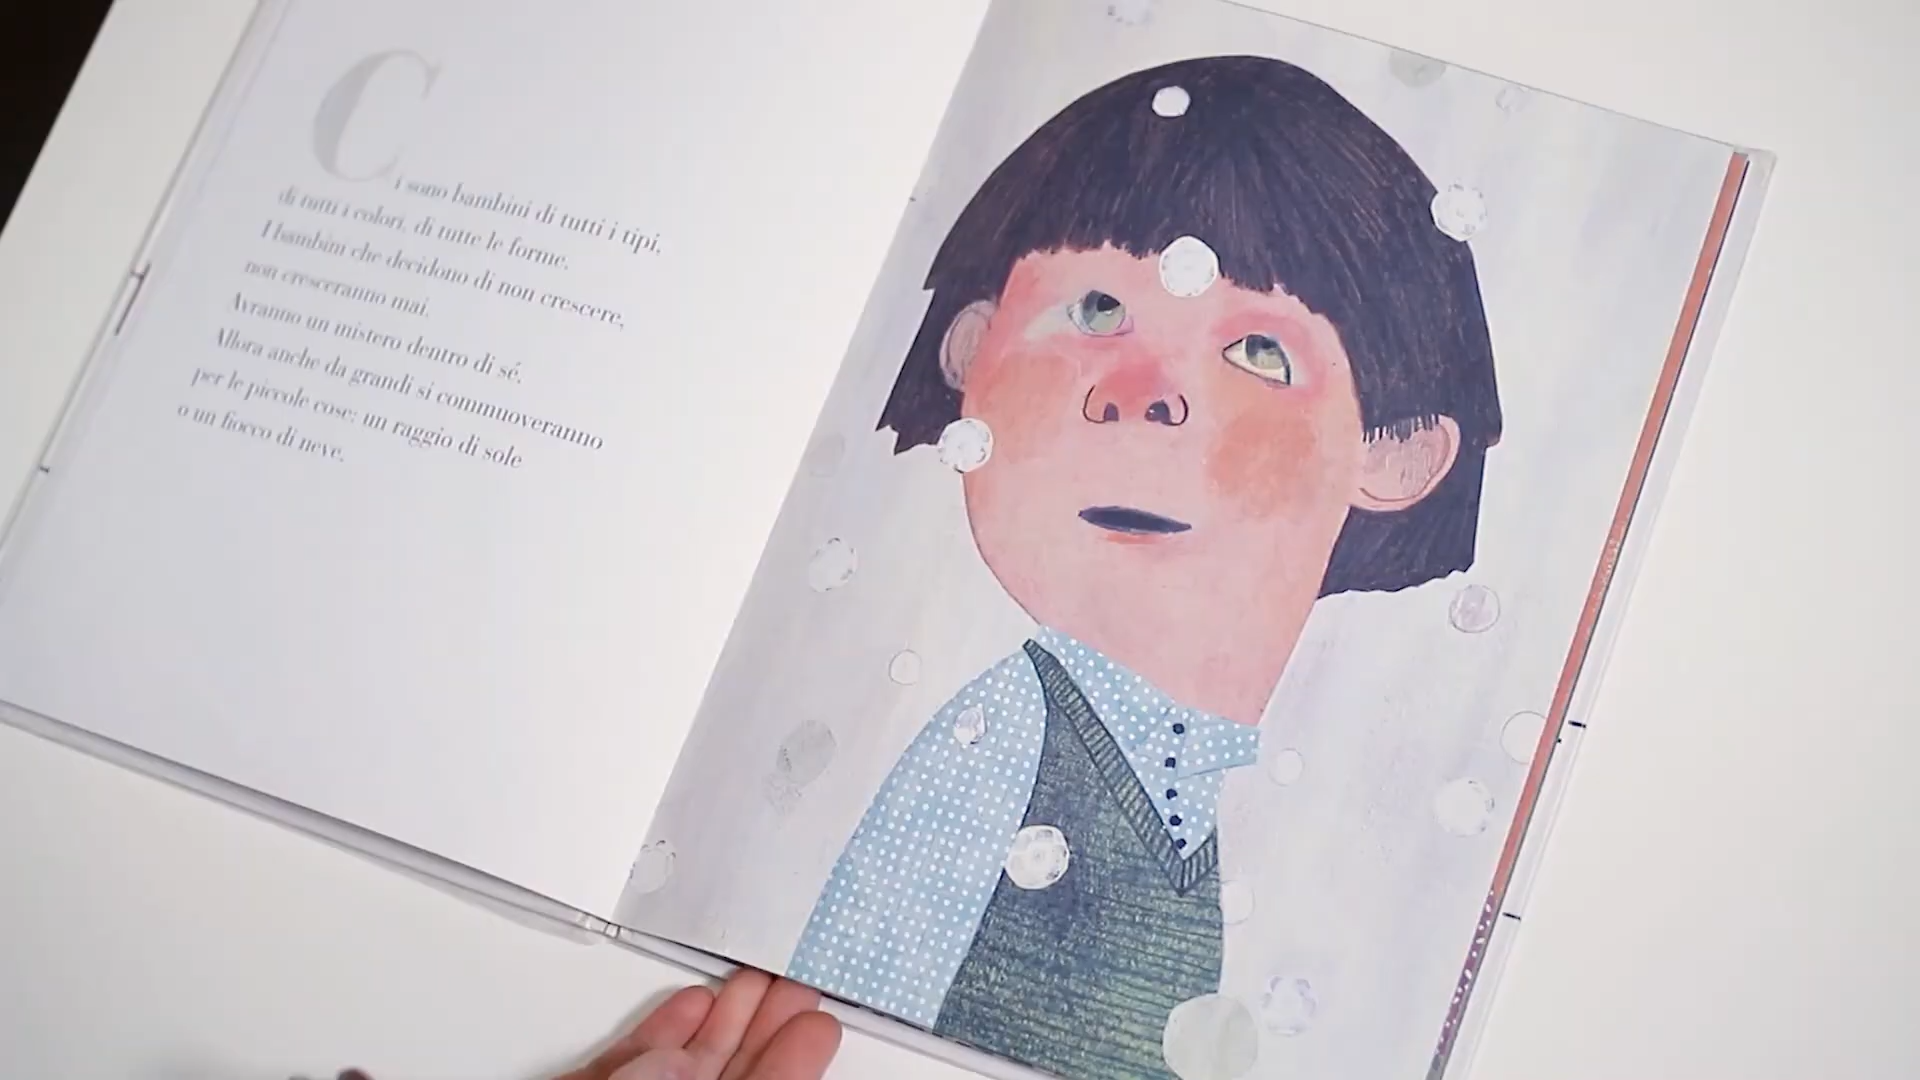 Ci sono bambini di tutti i tipi,
di tutti i colori, di tutte le forme.
I bambini che decidono di non crescere,
non cresceranno mai.
Avranno un mistero dentro di sé.
Allora anche da grandi si commuoveranno
per le piccole cose: un raggio di sole
o un fiocco di neve.